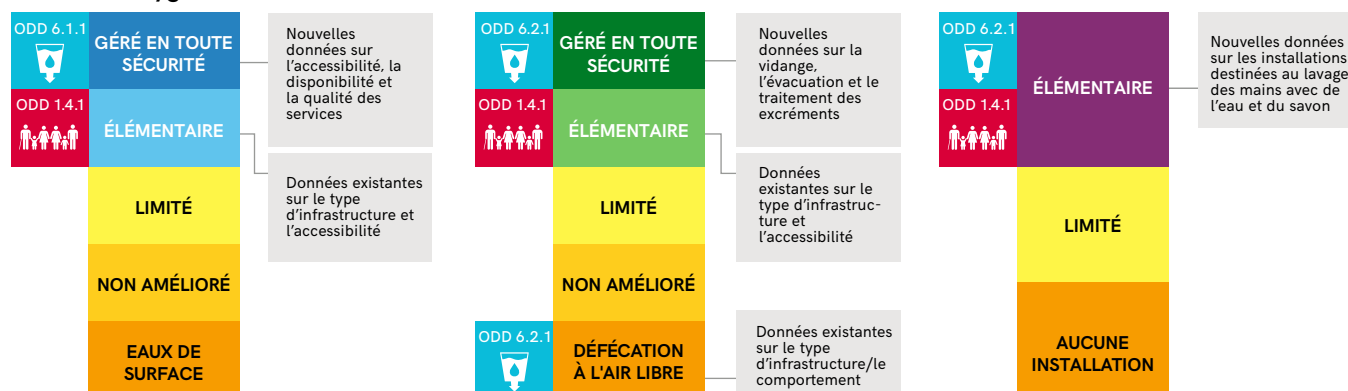 ODD 6.1.1
GÉRÉ EN TOUTE
SÉCURITÉ
ODD 1.4.1
ÉLÉMENTAIRE
LIMITÉ
NON AMÉLIORÉ
EAUX DE
SURFACE
Nouvelles
données sur
l'accessibilité, la
disponibilité et
la qualité des
services
Données existantes
sur le type
d'infrastructure et
l'accessibilité
ODD 6.2.1
GÉRÉ EN TOUTE
SÉCURITÉ
ODD 1.4.1
ÉLÉMENTAIRE
LIMITÉ
NON AMÉLIORÉ
ODD 6.2.1
DÉFÉCATION
À L'AIR LIBRE
Nouvelles
données sur la
vidange,
l'évacuation et le
traitement des
excréments
Données
existantes sur le
type d'infrastruc-
ture et
l'accessibilité
Données existantes
sur le type
d'infrastructure/le
comportement
ODD 6.2.1
ODD 1.4.1
ÉLÉMENTAIRE
LIMITÉ
AUCUNE
INSTALLATION
Nouvelles données
sur les installations
destinées au lavage
des mains avec de
l'eau et du savon